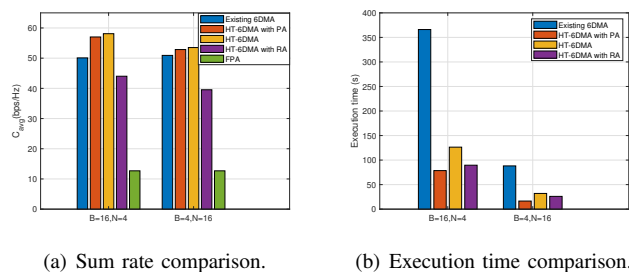 60
50
40
30
20
10
0
C_avg(bps/Hz)
B=16,N=4
B=4,N=16
Existing 6DMA
HT-6DMA with PA
HT-6DMA
HT-6DMA with RA
FPA
(a) Sum rate comparison.
400
350
300
250
200
150
100
50
0
Execution time (s)
B=16,N=4
B=4,N=16
Existing 6DMA
HT-6DMA with PA
HT-6DMA
HT-6DMA with RA
(b) Execution time comparison.